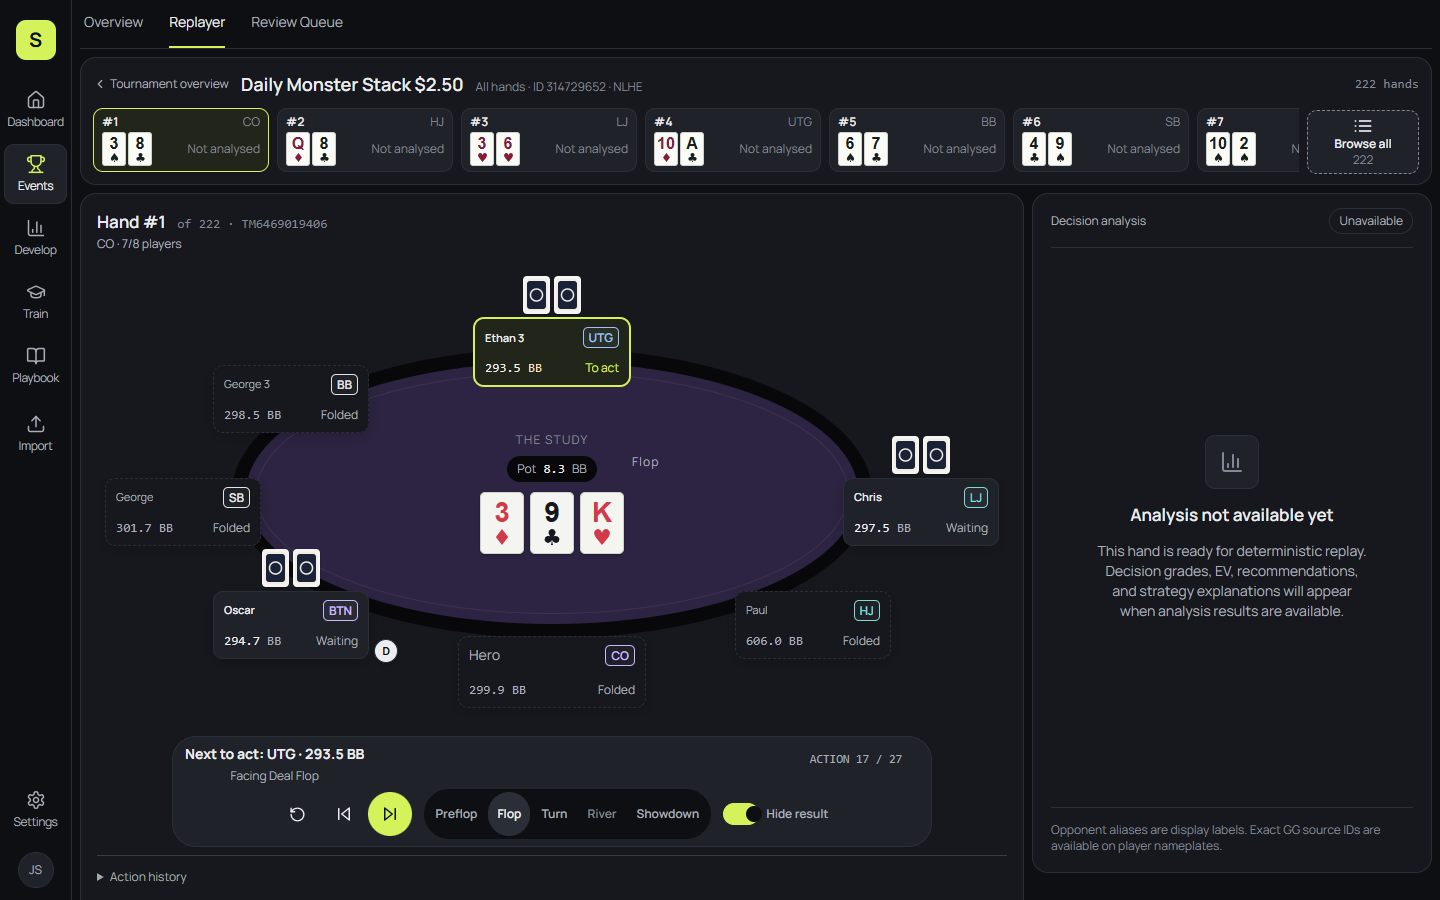 S
Overview
Replayer
Review Queue
Dashboard
Events
Develop
Train
Playbook
Import
Settings
JS
Tournament overview
Daily Monster Stack $2.50
All hands · ID 314729652 · NLHE
222 hands
#1 CO
3 8
Not analysed
#2 HJ
Q 8
Not analysed
#3 LJ
3 6
Not analysed
#4 UTG
10 A
Not analysed
#5 BB
6 7
Not analysed
#6 SB
4 9
Not analysed
#7
10 2
N
Browse all
222
Hand #1 of 222 · TM6469019406
CO · 7/8 players
Ethan 3 UTG
293.5 BB To act
George 3 BB
298.5 BB Folded
THE STUDY
Pot 8.3 BB
Flop
3 9 K
George SB
301.7 BB Folded
Chris LJ
297.5 BB Waiting
Oscar BTN
294.7 BB Waiting
D
Paul HJ
606.0 BB Folded
Hero CO
299.9 BB Folded
Next to act: UTG · 293.5 BB
ACTION 17 / 27
Facing Deal Flop
Preflop
Flop
Turn
River
Showdown
Hide result
Action history
Decision analysis
Unavailable
Analysis not available yet
This hand is ready for deterministic replay.
Decision grades, EV, recommendations,
and strategy explanations will appear
when analysis results are available.
Opponent aliases are display labels. Exact GG source IDs are
available on player nameplates.